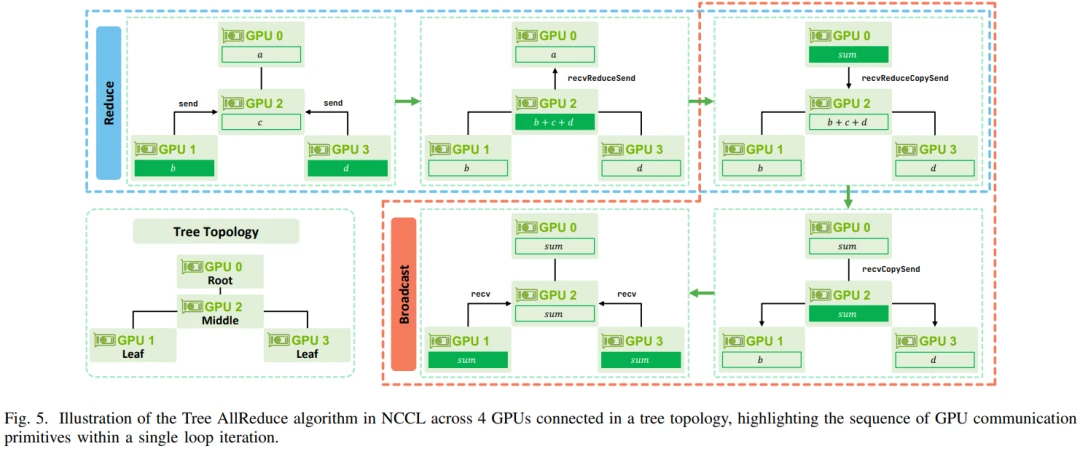 Reduce
GPU 0
a
send
send
GPU 2
c
GPU 1
GPU 3
b
d
GPU 0
a
recvReduceSend
GPU 2
b + c + d
GPU 1
GPU 3
b
d
GPU 0
sum
recvReduceCopySend
GPU 2
b + c + d
GPU 1
GPU 3
b
d
Tree Topology
GPU 0
Root
GPU 2
Middle
GPU 1
GPU 3
Leaf
Leaf
Broadcast
GPU 0
sum
recv
recv
GPU 2
sum
GPU 1
GPU 3
sum
sum
GPU 0
sum
recvCopySend
GPU 2
sum
GPU 1
GPU 3
b
d
Fig. 5. Illustration of the Tree AllReduce algorithm in NCCL across 4 GPUs connected in a tree topology, highlighting the sequence of GPU communication
primitives within a single loop iteration.